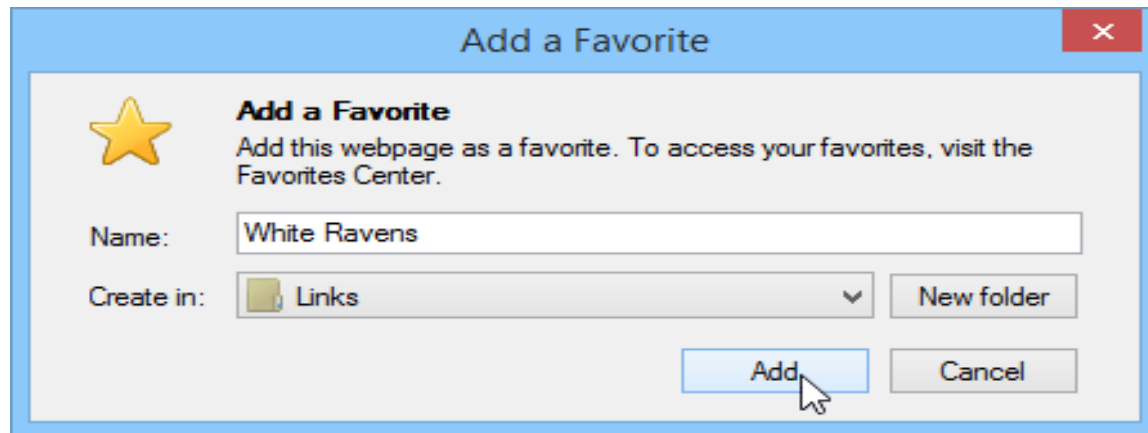 Add a Favorite
Add a Favorite
Add this webpage as a favorite. To access your favorites, visit the
Favorites Center.
Name: White Ravens
Create in: Links New folder
Add Cancel